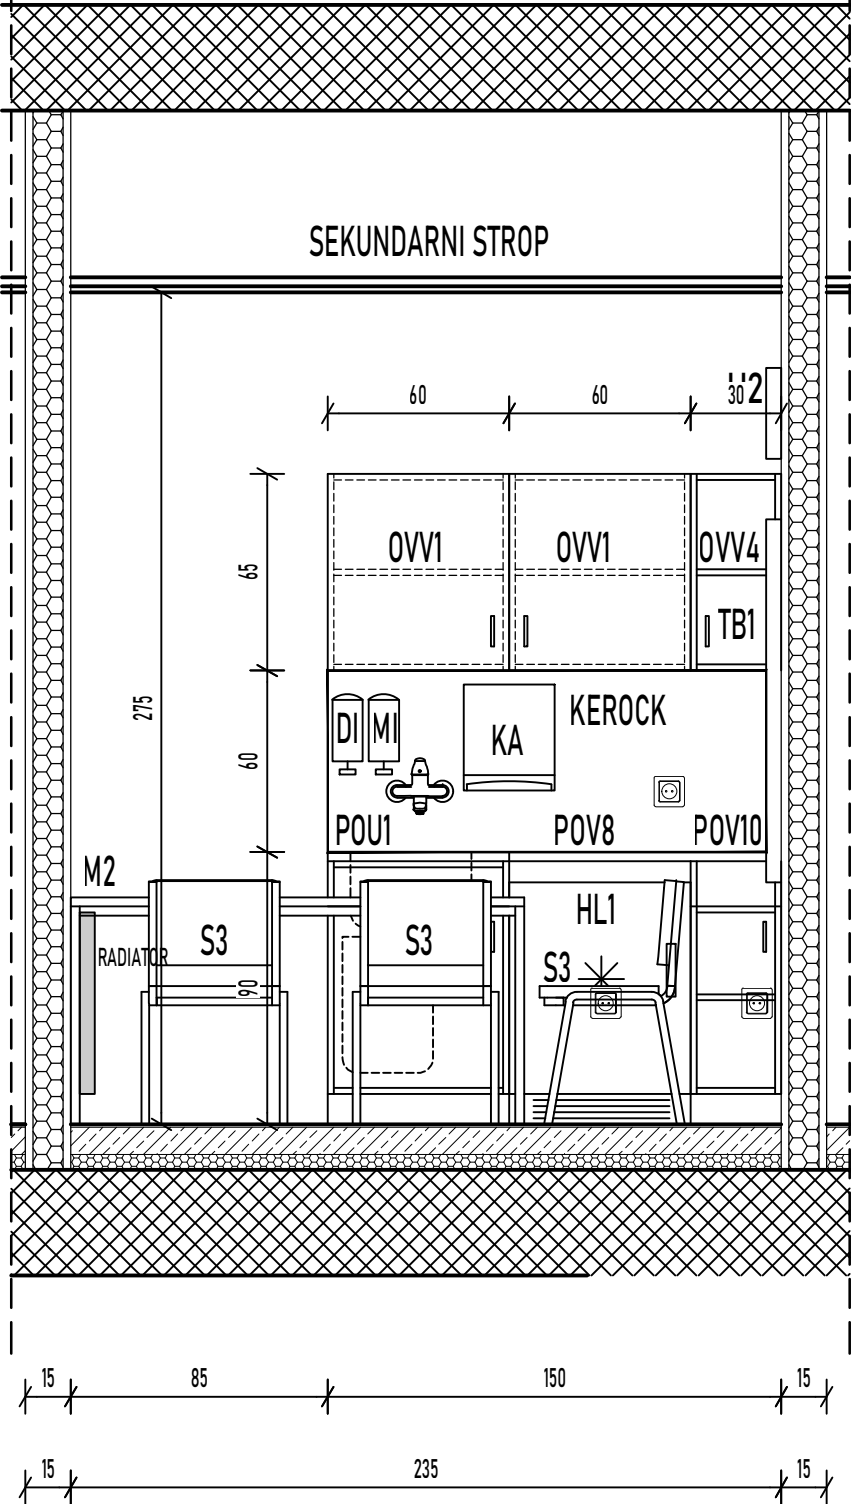 SEKUNDARNI STROP
60
60
30
65
OVV1
OVV1
OVV4
TB1
275
60
DI
MI
KA
KEROCK
POU1
POV8
POV10
M2
HL1
S3
S3
RADIATOR
S3
90
15
85
150
15
15
235
15